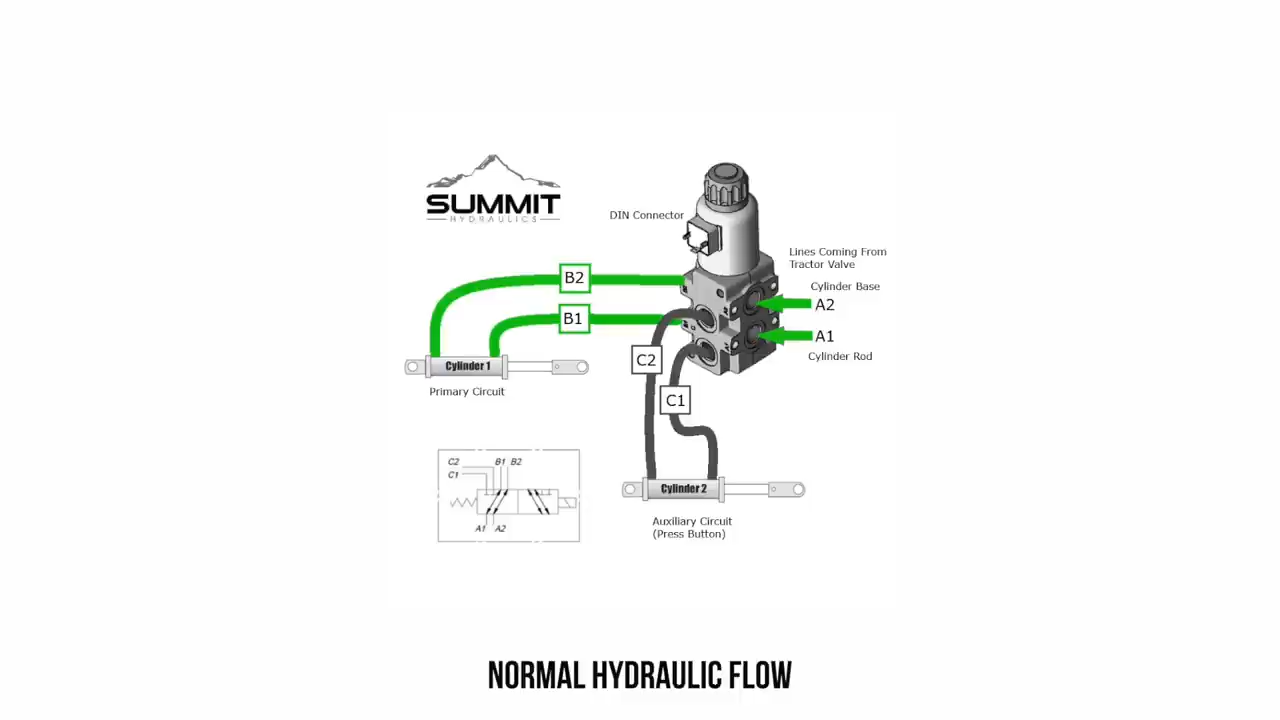 SUMMIT
HYDRAULICS
DIN Connector
Lines Coming From
Tractor Valve
Cylinder Base
A2
A1
Cylinder Rod
B2
B1
C2
C1
Cylinder 1
Primary Circuit
Cylinder 2
Auxiliary Circuit
(Press Button)
C2
B1 B2
C1
A1 A2
NORMAL HYDRAULIC FLOW